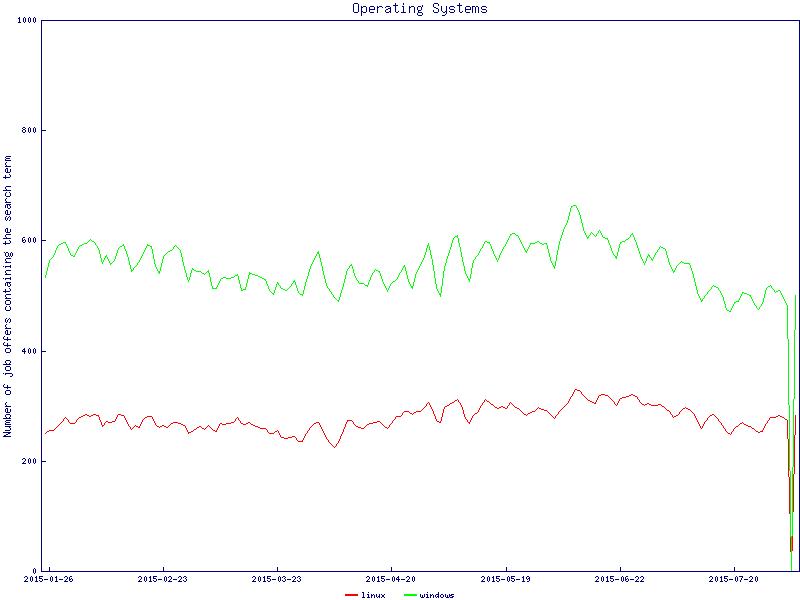 Operating Systems
Number of job offers containing the search term
1000
800
600
400
200
0
2015-01-26 2015-02-23 2015-03-23 2015-04-20 2015-05-19 2015-06-22 2015-07-20
linux windows